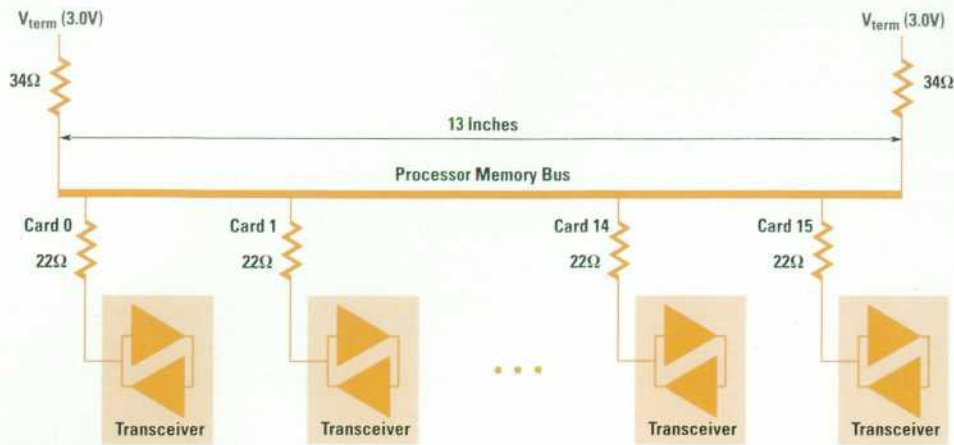 Vterm (3.0V)
Vterm (3.0V)
34Ω
34Ω
13 Inches
Processor Memory Bus
Card 0
Card 1
Card 14
Card 15
22Ω
22Ω
22Ω
22Ω
Transceiver
Transceiver
Transceiver
Transceiver